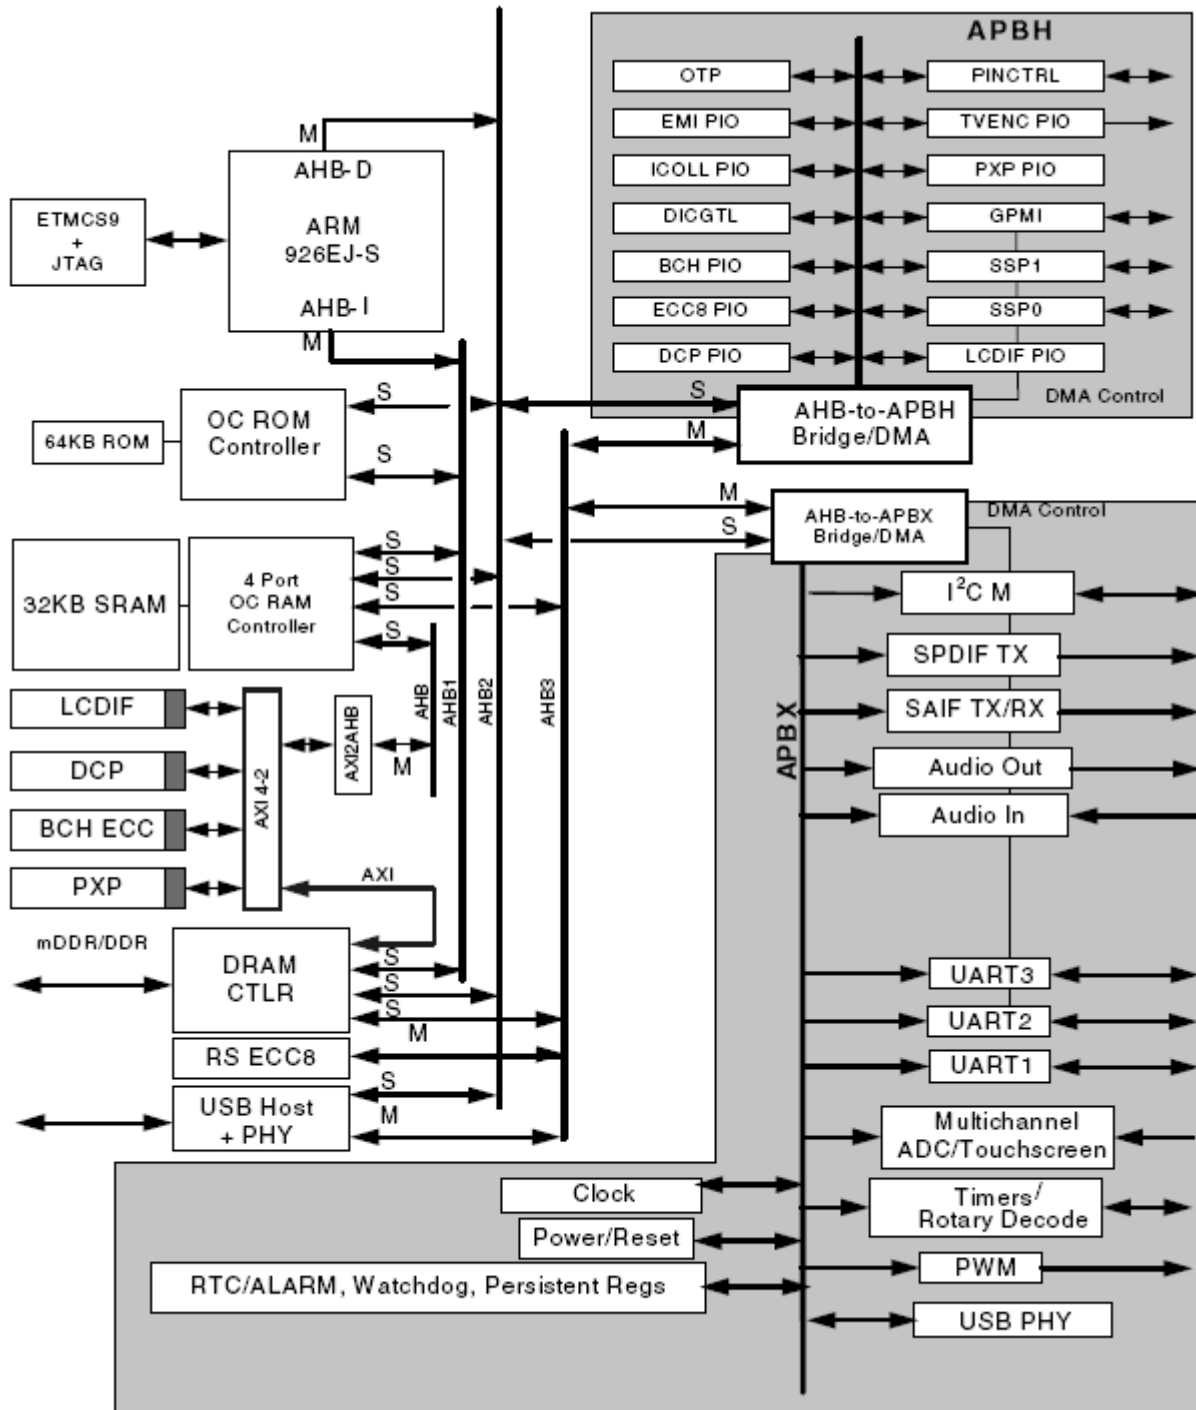 APBH
OTP
PINCTRL
EMI PIO
TVENC PIO
ICOLL PIO
PXP PIO
DICGTL
GPMI
BCH PIO
SSP1
ECC8 PIO
SSP0
DCP PIO
LCDIF PIO
DMA Control
AHB-to-APBH
Bridge/DMA
S
M
M
AHB-D
ARM
926EJ-S
AHB-I
M
ETMCS9
+
JTAG
OC ROM
Controller
64KB ROM
S
S
M
S
AHB-to-APBX
Bridge/DMA
DMA Control
32KB SRAM
4 Port
OC RAM
Controller
S
S
S
S
AHB
AHB1
AHB2
AHB3
LCDIF
DCP
BCH ECC
PXP
AXI 4-2
AXI2AHB
M
AXI
mDDR/DDR
DRAM
CTLR
S
S
S
M
RS ECC8
USB Host
+ PHY
S
M
APBX
I²C M
SPDIF TX
SAIF TX/RX
Audio Out
Audio In
UART3
UART2
UART1
Multichannel
ADC/Touchscreen
Timers/
Rotary Decode
PWM
USB PHY
Clock
Power/Reset
RTC/ALARM, Watchdog, Persistent Regs